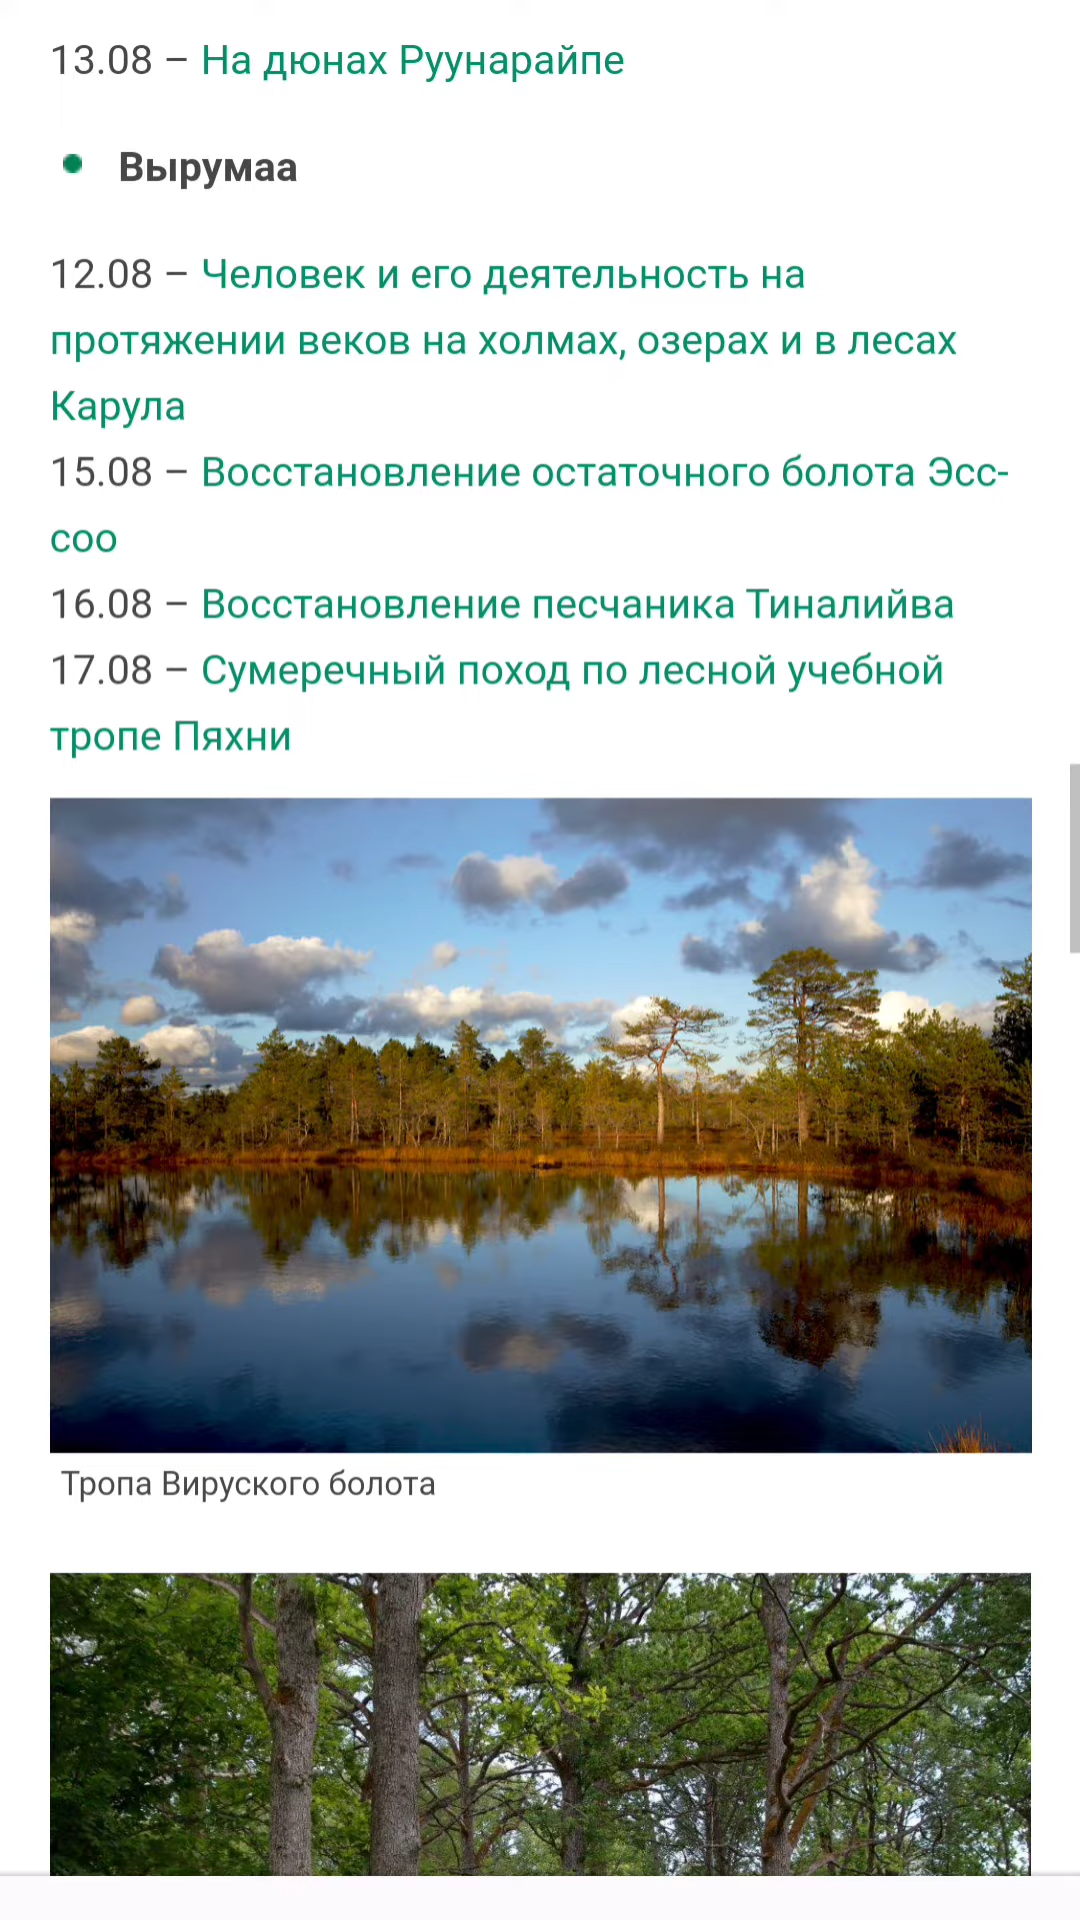 13.08 – На дюнах Руунарайпе
Вырумаа
12.08 – Человек и его деятельность на
протяжении веков на холмах, озерах и в лесах
Карула
15.08 – Восстановление остаточного болота Эсс-
соо
16.08 – Восстановление песчаника Тиналийва
17.08 – Сумеречный поход по лесной учебной
тропе Пяхни
Тропа Вируского болота